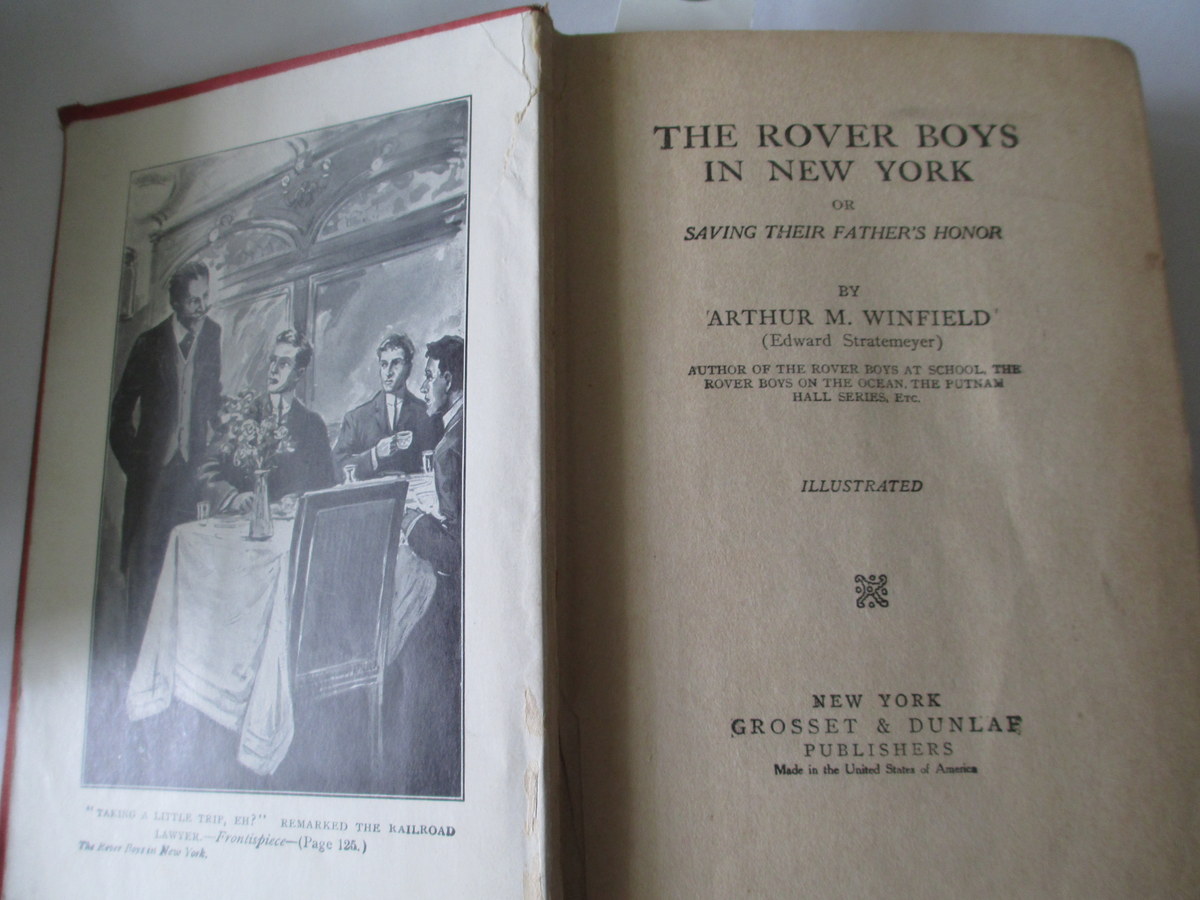 "TAKING A LITTLE TRIP, EH?" REMARKED THE RAILROAD
LAWYER.—Frontispiece—(Page 125.)
The Rover Boys in New York.
THE ROVER BOYS
IN NEW YORK
OR
SAVING THEIR FATHER'S HONOR
BY
'ARTHUR M. WINFIELD'
(Edward Stratemeyer)
AUTHOR OF THE ROVER BOYS AT SCHOOL, THE
ROVER BOYS ON THE OCEAN, THE PUTNAM
HALL SERIES, ETC.
ILLUSTRATED
NEW YORK
GROSSET & DUNLAP
PUBLISHERS
Made in the United States of America